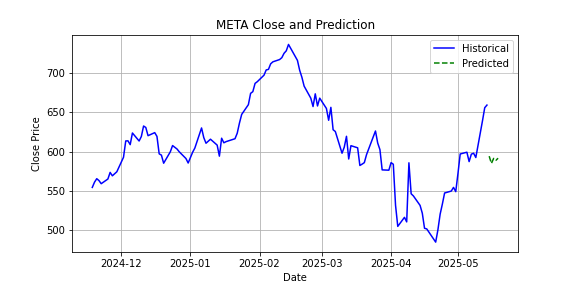 META Close and Prediction
Historical
Predicted
Close Price
700
650
600
550
500
2024-12 2025-01 2025-02 2025-03 2025-04 2025-05
Date